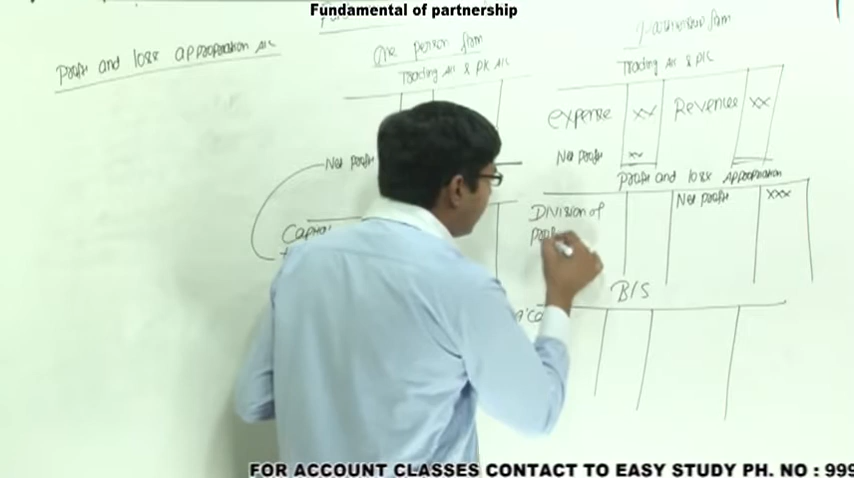 Fundamental of partnership
Profit and loss appropriation A/c
One person firm
Trading A/c & P/L A/C
Net profit
Capital
Partnership firm
Trading A/c & P/L
Expense xx Revenues xx
Net profit xx
Profit and loss Appropriation
Division of Net profit xxx
B/S
FOR ACCOUNT CLASSES CONTACT TO EASY STUDY PH. NO : 999